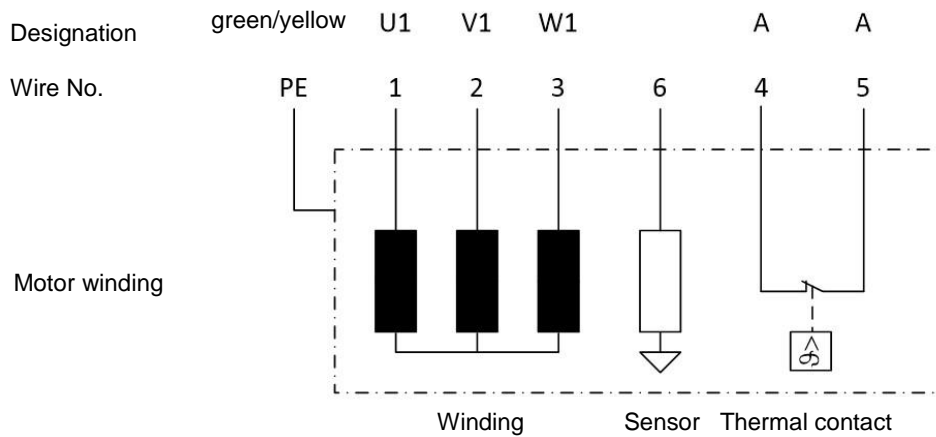 Designation green/yellow U1 V1 W1 A A
Wire No. PE 1 2 3 6 4 5
Motor winding
ϑ>
Winding Sensor Thermal contact